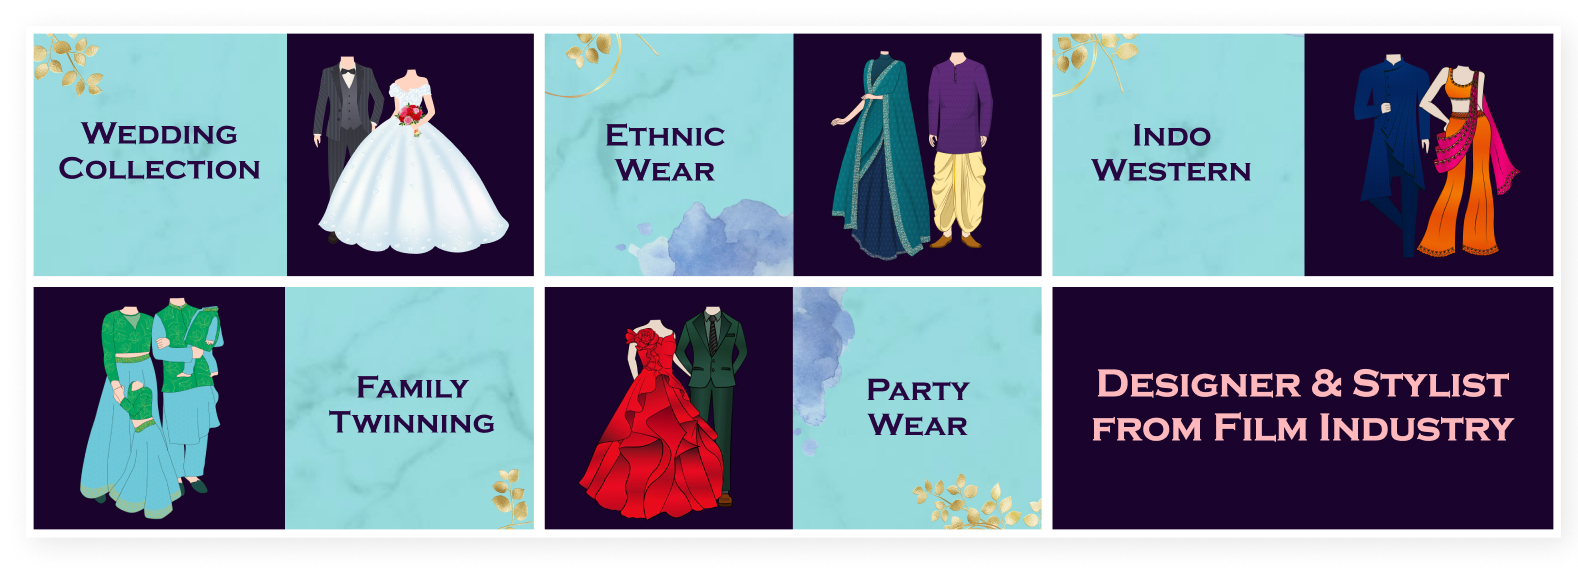 Wedding
Collection
Ethnic
Wear
Indo
Western
Family
Twinning
Party
Wear
Designer & Stylist
from Film Industry